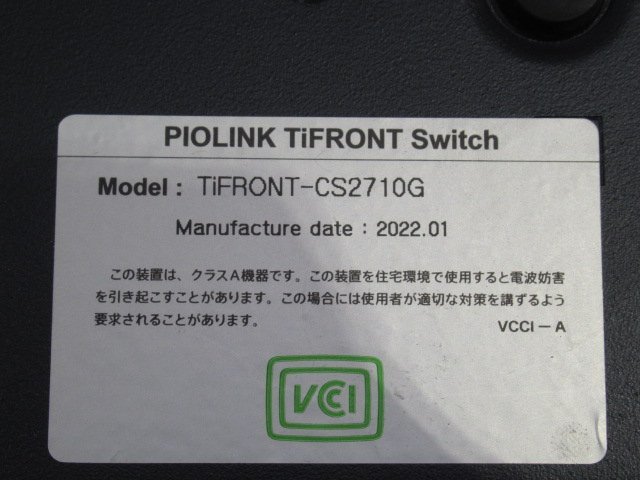 PIOLINK TiFRONT Switch
Model : TiFRONT-CS2710G
Manufacture date : 2022.01
この装置は、クラスA機器です。この装置を住宅環境で使用すると電波妨害
を引き起こすことがあります。この場合には使用者が適切な対策を講ずるよう
要求されることがあります。 VCCI－A
VCCI